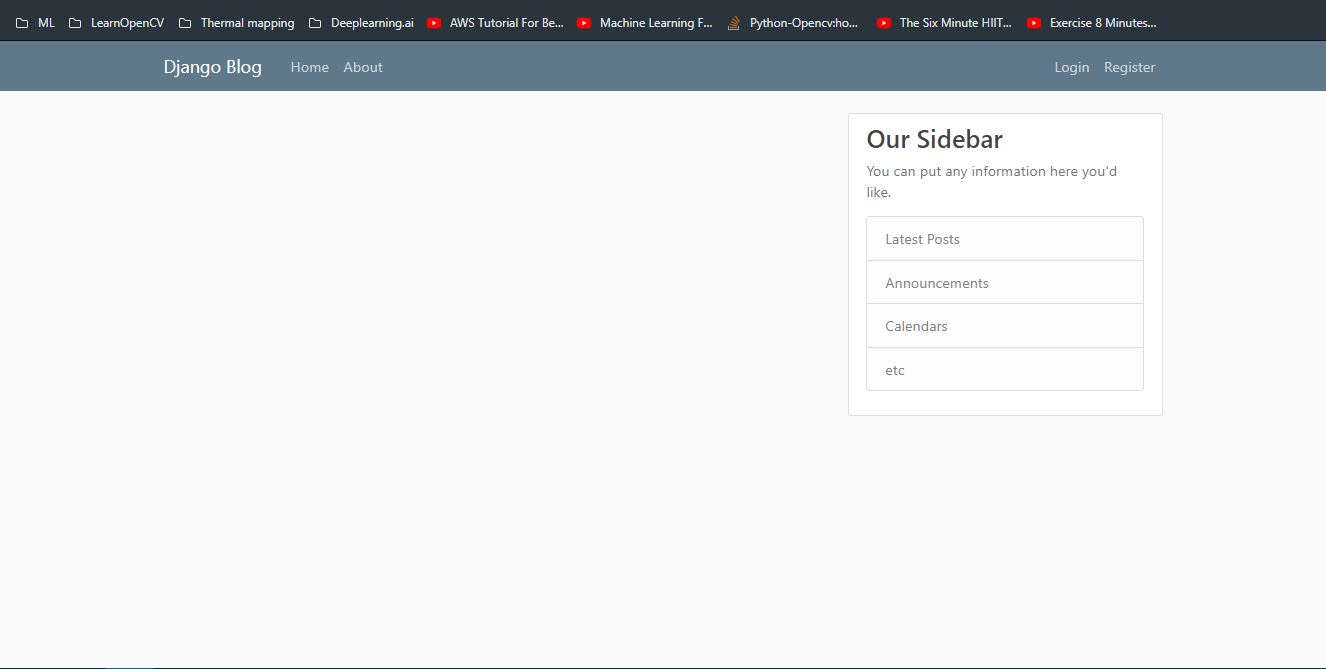 ML LearnOpenCV Thermal mapping Deeplearning.ai AWS Tutorial For Be... Machine Learning F... Python-Opencv:ho... The Six Minute HIIT... Exercise 8 Minutes...
Django Blog Home About Login Register
Our Sidebar
You can put any information here you'd
like.
Latest Posts
Announcements
Calendars
etc